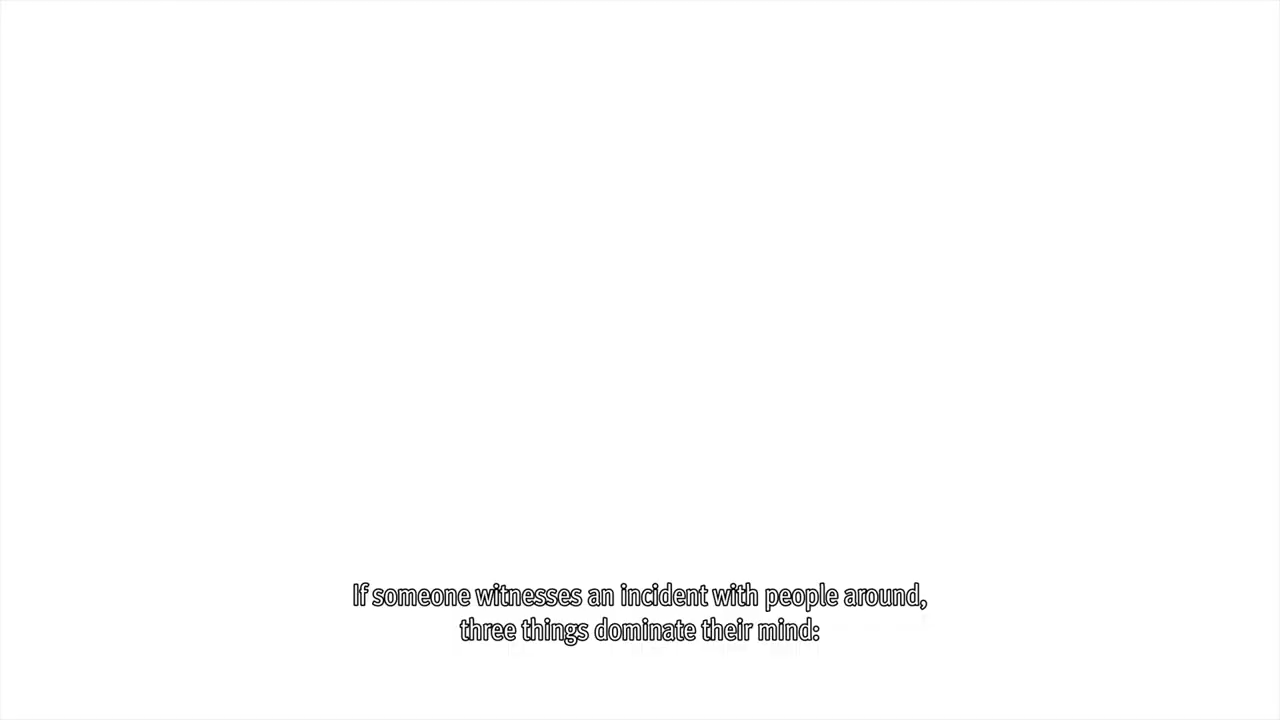 If someone witnesses an incident with people around,
three things dominate their mind: